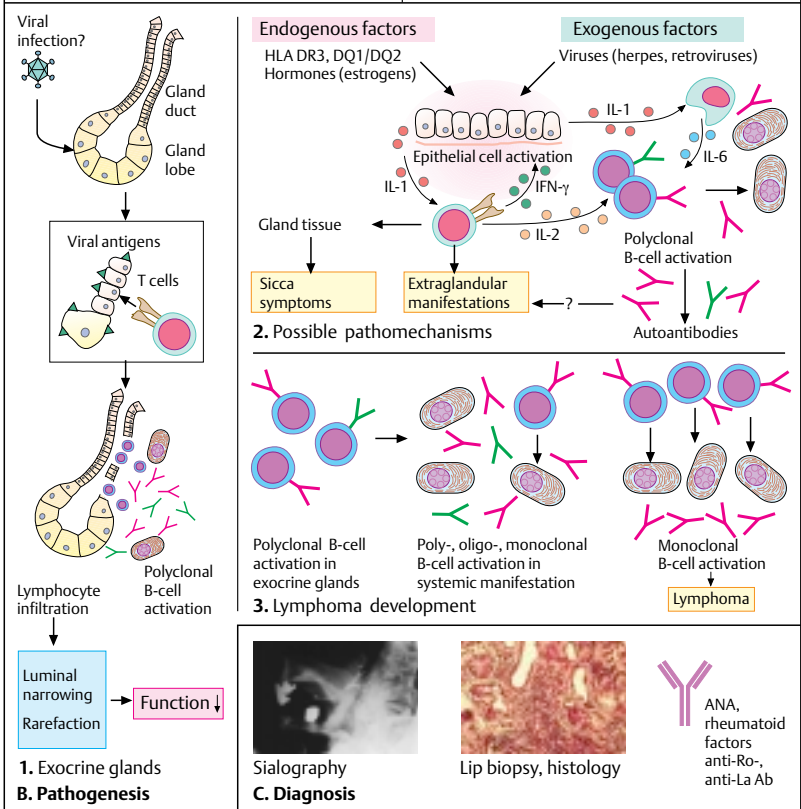 Viral
infection?
Gland
duct
Gland
lobe
Viral antigens
T cells
Lymphocyte
infiltration
Polyclonal
B-cell
activation
Luminal
narrowing
Rarefaction
Function ↓
1. Exocrine glands
B. Pathogenesis
Endogenous factors
Exogenous factors
HLA DR3, DQ1/DQ2
Hormones (estrogens)
Viruses (herpes, retroviruses)
IL-1
IL-6
Epithelial cell activation
IL-1
IFN-γ
IL-2
Gland tissue
Polyclonal
B-cell activation
Sicca
symptoms
Extraglandular
manifestations
?
Autoantibodies
2. Possible pathomechanisms
Polyclonal B-cell
activation in
exocrine glands
Poly-, oligo-, monoclonal
B-cell activation in
systemic manifestation
Monoclonal
B-cell activation
Lymphoma
3. Lymphoma development
Sialography
Lip biopsy, histology
ANA,
rheumatoid
factors
anti-Ro-,
anti-La Ab
C. Diagnosis